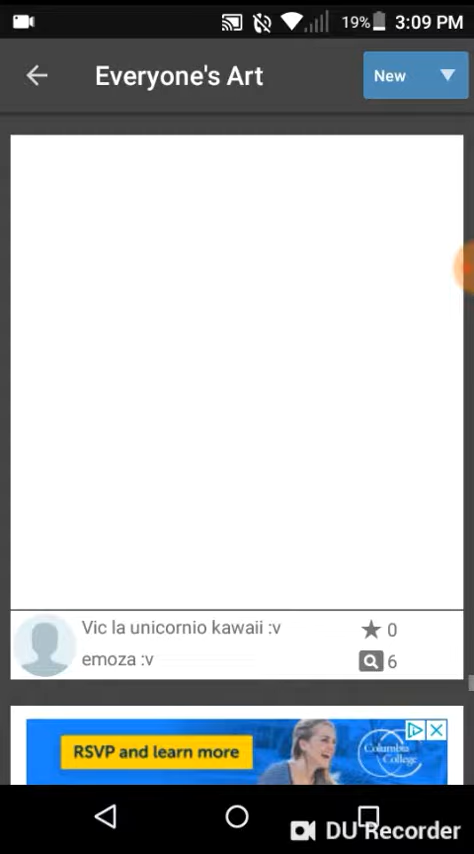 19% 3:09 PM
Everyone's Art
New
Vic la unicornio kawaii :v
0
emoza :v
6
RSVP and learn more
Columbia
College
DU Recorder